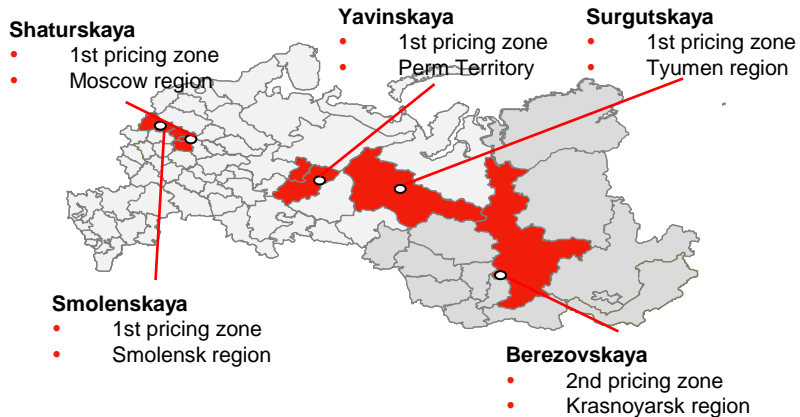 Shaturskaya
• 1st pricing zone
• Moscow region
Yavinskaya
• 1st pricing zone
• Perm Territory
Surgutskaya
• 1st pricing zone
• Tyumen region
Smolenskaya
• 1st pricing zone
• Smolensk region
Berezovskaya
• 2nd pricing zone
• Krasnoyarsk region